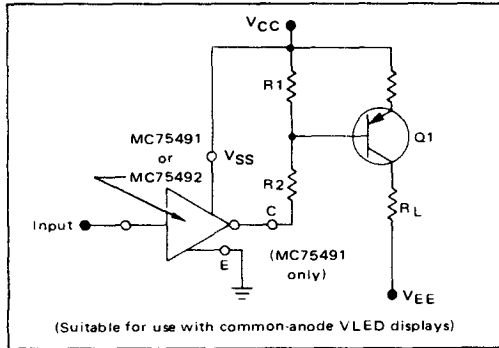 VCC
R1
MC75491
or
MC75492
VSS
Q1
R2
RL
Input
C
E
(MC75491
only)
VEE
(Suitable for use with common-anode VLED displays)